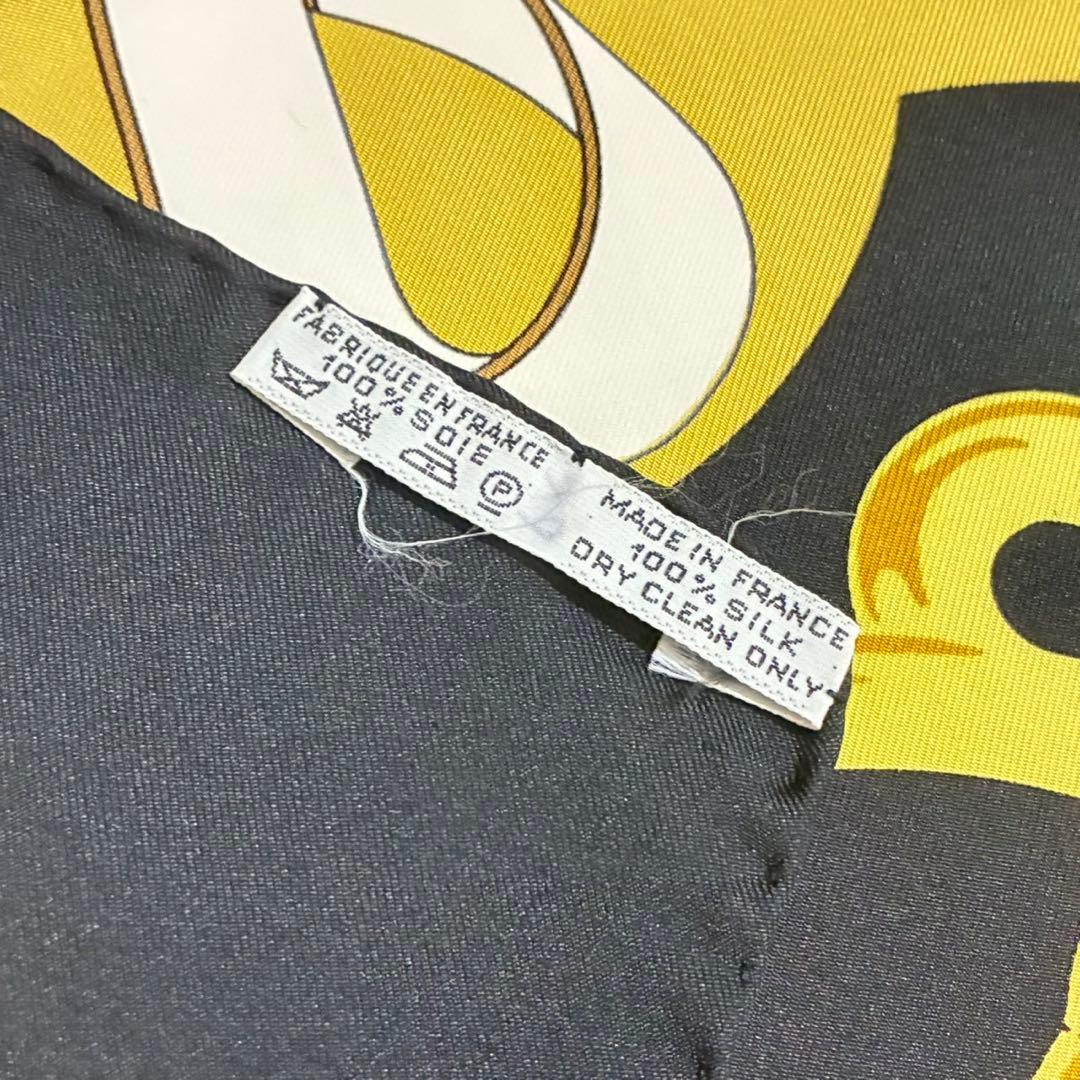 FABRIQUE EN FRANCE
100% SOIE
P
MADE IN FRANCE
100% SILK
DRY CLEAN ONLY